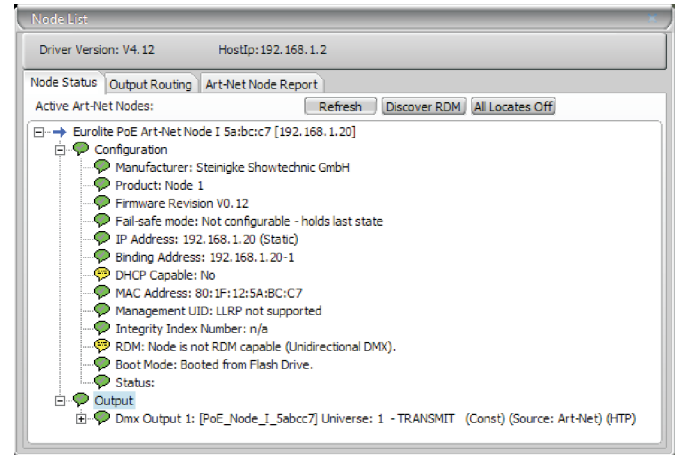 Node List
Driver Version: V4.12 HostIp:192.168.1.2
Node Status Output Routing Art-Net Node Report
Active Art-Net Nodes: Refresh Discover RDM All Locates Off
Eurolite PoE Art-Net Node I 5a:bc:c7 [192.168.1.20]
Configuration
Manufacturer: Steinigke Showtechnic GmbH
Product: Node 1
Firmware Revision V0.12
Fail-safe mode: Not configurable - holds last state
IP Address: 192.168.1.20 (Static)
Binding Address: 192.168.1.20-1
DHCP Capable: No
MAC Address: 80:1F:12:5A:BC:C7
Management UID: LLRP not supported
Integrity Index Number: n/a
RDM: Node is not RDM capable (Unidirectional DMX).
Boot Mode: Booted from Flash Drive.
Status:
Output
Dmx Output 1: [PoE_Node_I_5abcc7] Universe: 1 - TRANSMIT (Const) (Source: Art-Net) (HTP)